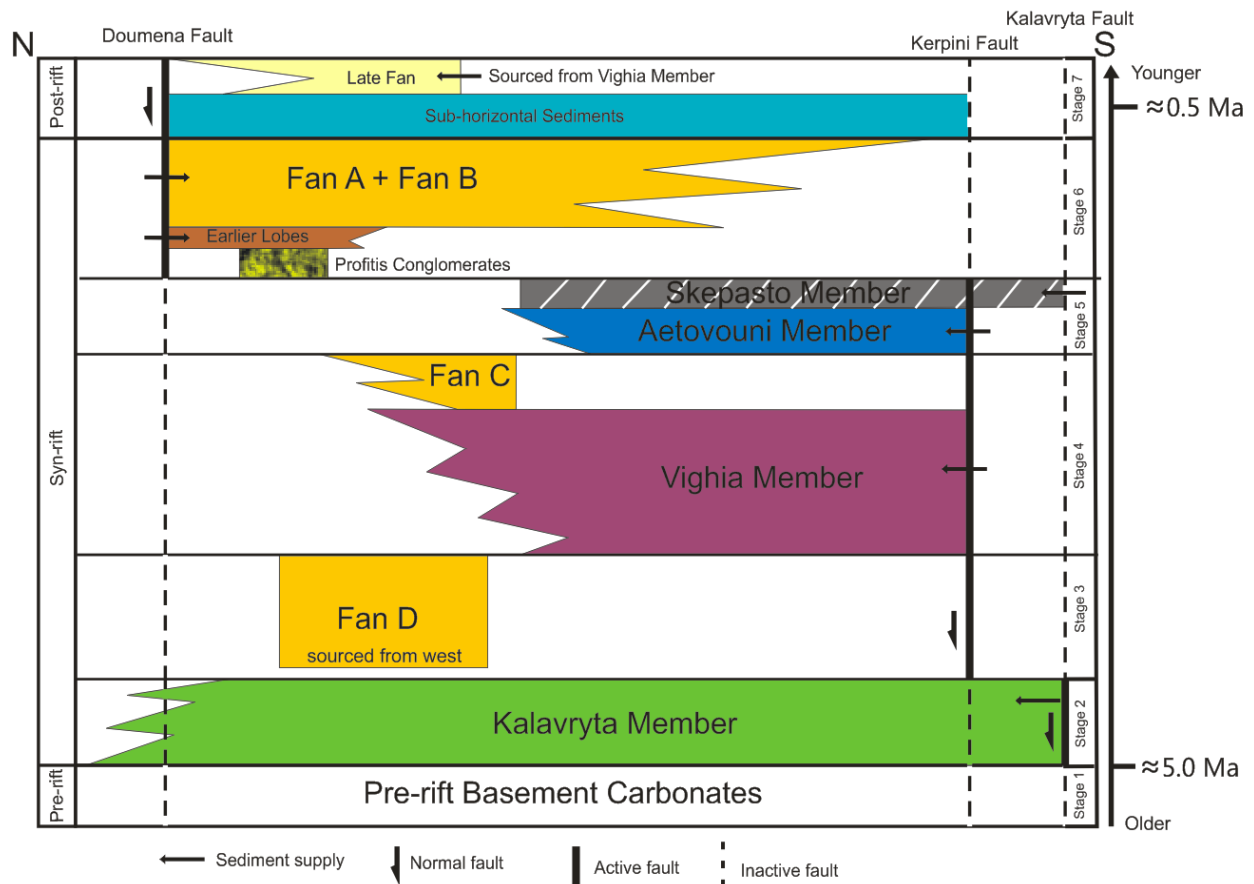 Kalavryta Fault
N
Doumena Fault
Kerpini Fault
S
Post-rift
Late Fan
Sourced from Vighia Member
Stage 7
Younger
≈0.5 Ma
Sub-horizontal Sediments
Syn-rift
Fan A + Fan B
Stage 6
Earlier Lobes
Profitis Conglomerates
Skepasto Member
Stage 5
Aetovouni Member
Fan C
Vighia Member
Stage 4
Fan D
sourced from west
Stage 3
Kalavryta Member
Stage 2
≈5.0 Ma
Pre-rift
Pre-rift Basement Carbonates
Stage 1
Older
Sediment supply
Normal fault
Active fault
Inactive fault